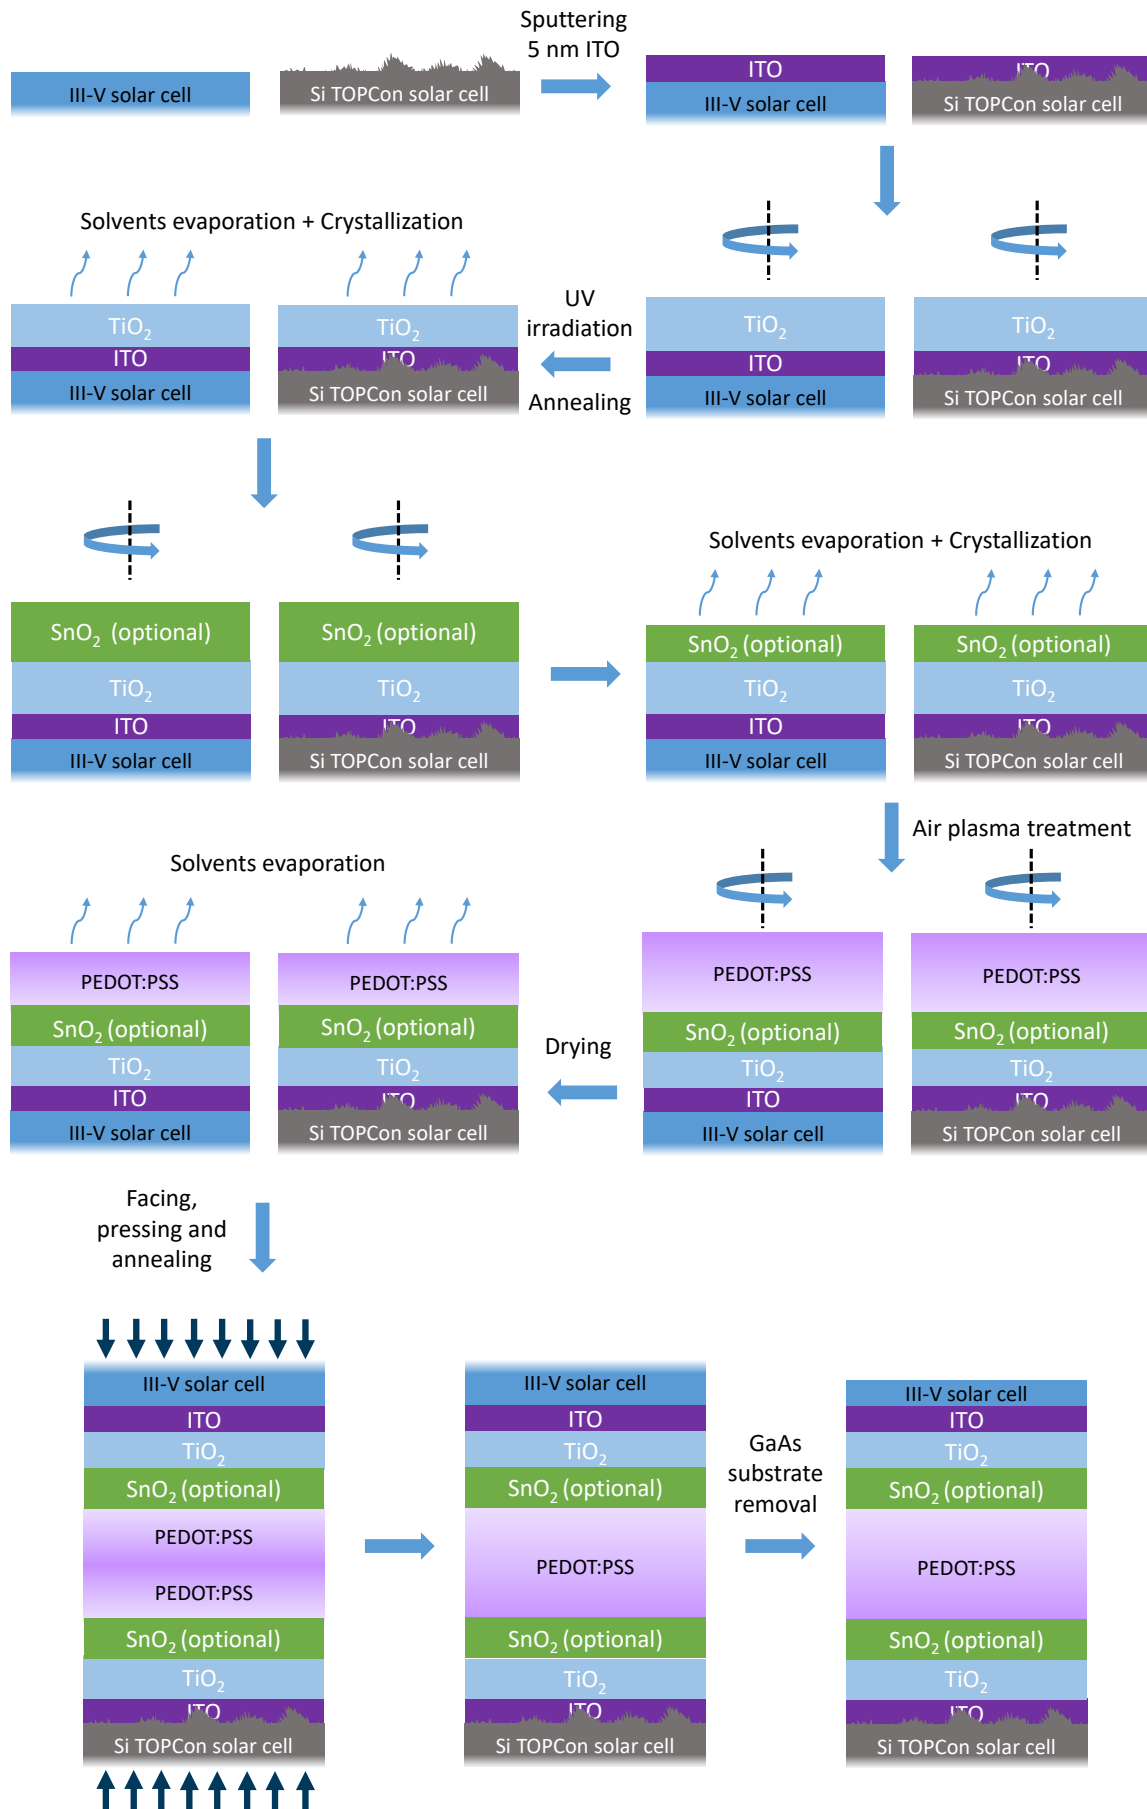 Sputtering
5 nm ITO
III-V solar cell
Si TOPCon solar cell
ITO
III-V solar cell
ITO
Si TOPCon solar cell
Solvents evaporation + Crystallization
TiO₂
ITO
III-V solar cell
TiO₂
ITO
Si TOPCon solar cell
UV
irradiation
Annealing
TiO₂
ITO
III-V solar cell
TiO₂
ITO
Si TOPCon solar cell
SnO₂ (optional)
TiO₂
ITO
III-V solar cell
SnO₂ (optional)
TiO₂
ITO
Si TOPCon solar cell
Solvents evaporation + Crystallization
SnO₂ (optional)
TiO₂
ITO
III-V solar cell
SnO₂ (optional)
TiO₂
ITO
Si TOPCon solar cell
Air plasma treatment
Solvents evaporation
PEDOT:PSS
SnO₂ (optional)
TiO₂
ITO
III-V solar cell
PEDOT:PSS
SnO₂ (optional)
TiO₂
ITO
Si TOPCon solar cell
Drying
PEDOT:PSS
SnO₂ (optional)
TiO₂
ITO
III-V solar cell
PEDOT:PSS
SnO₂ (optional)
TiO₂
ITO
Si TOPCon solar cell
Facing,
pressing and
annealing
III-V solar cell
ITO
TiO₂
SnO₂ (optional)
PEDOT:PSS
PEDOT:PSS
SnO₂ (optional)
TiO₂
ITO
Si TOPCon solar cell
III-V solar cell
ITO
TiO₂
SnO₂ (optional)
PEDOT:PSS
SnO₂ (optional)
TiO₂
ITO
Si TOPCon solar cell
GaAs
substrate
removal
III-V solar cell
ITO
TiO₂
SnO₂ (optional)
PEDOT:PSS
SnO₂ (optional)
TiO₂
ITO
Si TOPCon solar cell